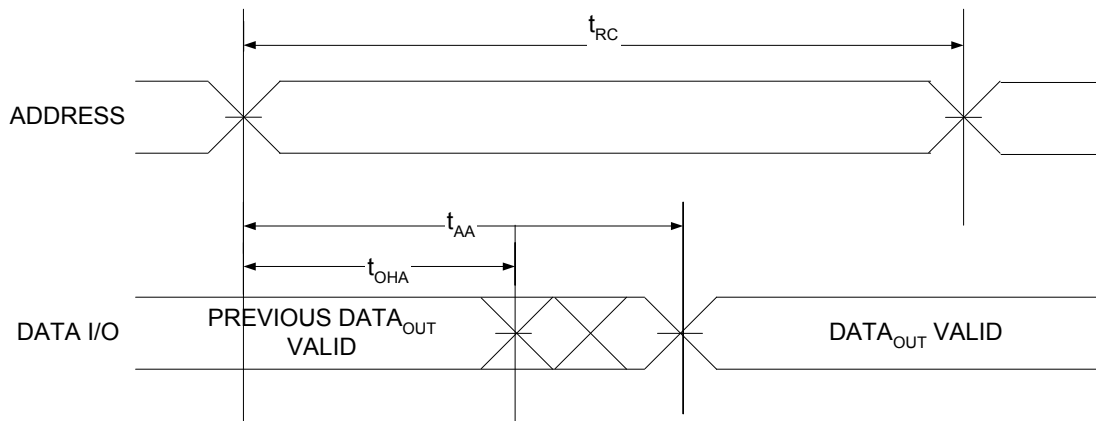 tRC
ADDRESS
tAA
tOHA
DATA I/O
PREVIOUS DATAOUT
VALID
DATAOUT VALID